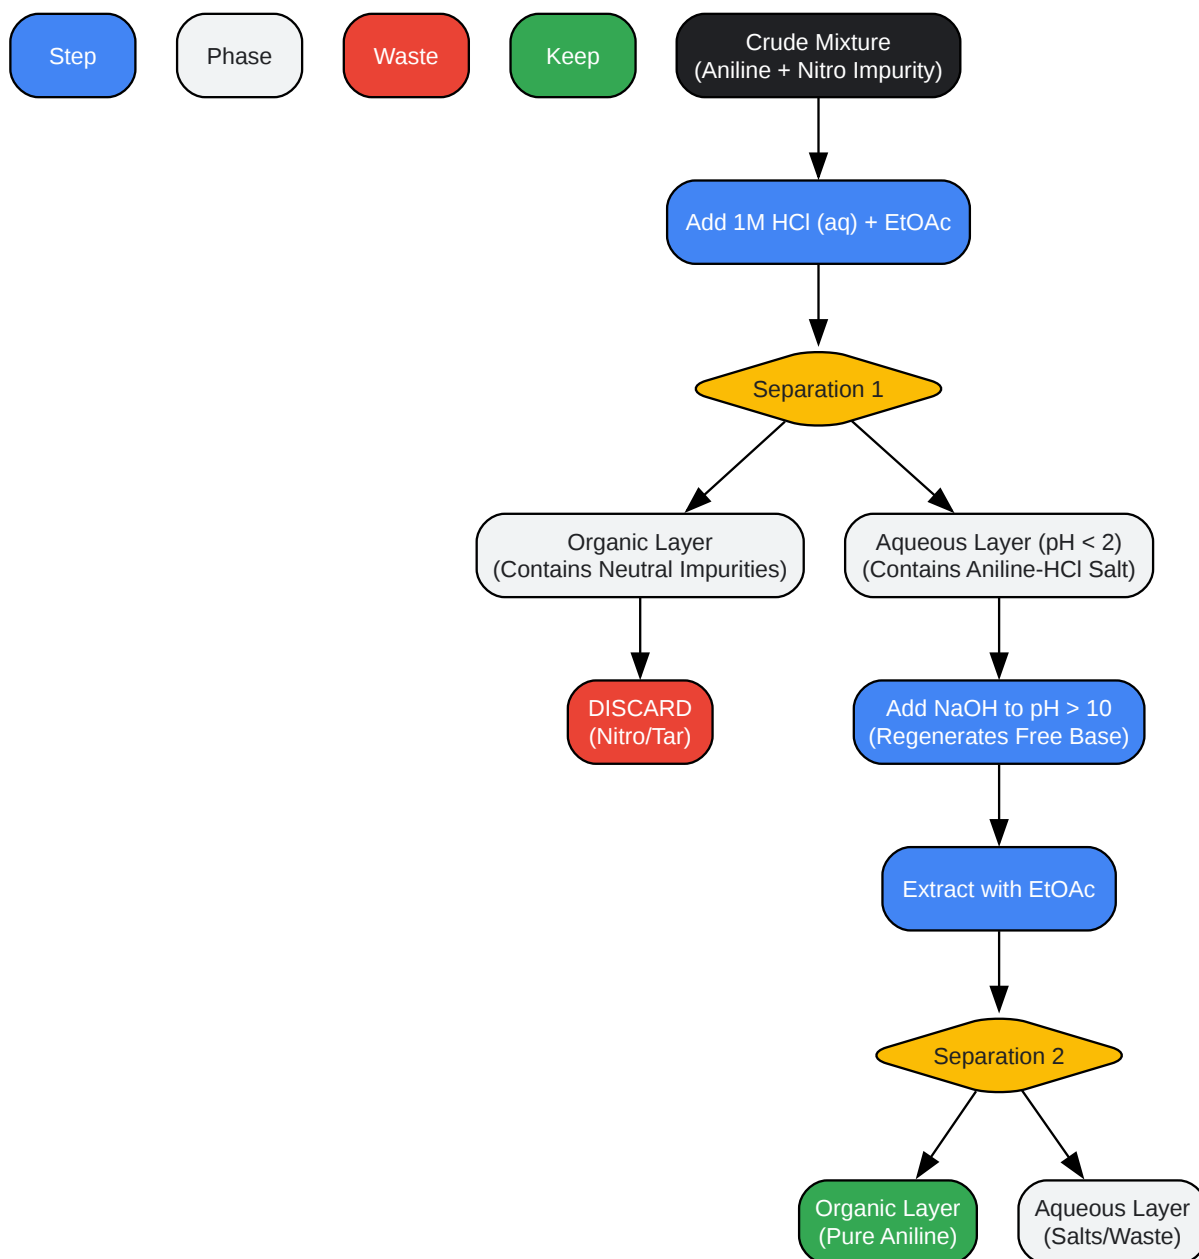 Step
Phase
Waste
Keep
Crude Mixture
(Aniline + Nitro Impurity)
Add 1M HCl (aq) + EtOAc
Separation 1
Organic Layer
(Contains Neutral Impurities)
Aqueous Layer (pH < 2)
(Contains Aniline-HCl Salt)
DISCARD
(Nitro/Tar)
Add NaOH to pH > 10
(Regenerates Free Base)
Extract with EtOAc
Separation 2
Organic Layer
(Pure Aniline)
Aqueous Layer
(Salts/Waste)